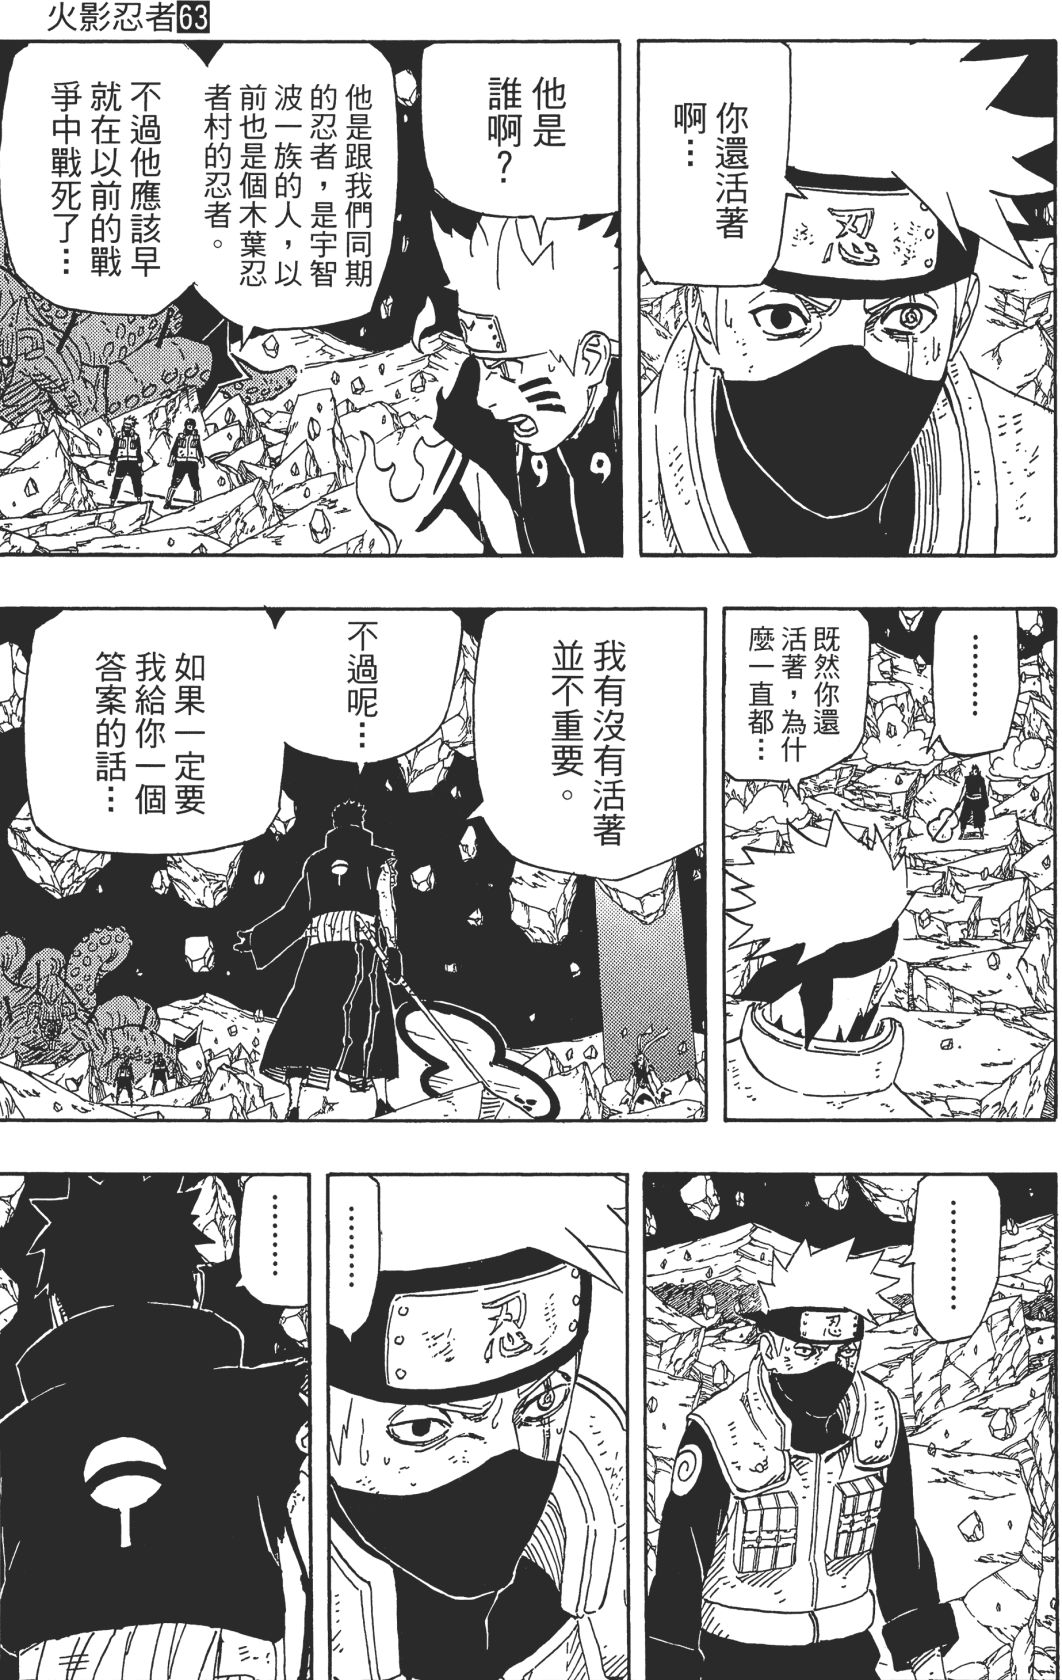 火影忍者63
你還活著
啊…
他是
誰啊？
他是跟我們同期
的忍者，是宇智
波一族的人，以
前也是個木葉忍
者村的忍者。
不過他應該早
就在以前的戰
爭中戰死了…
………
既然你還
活著，為什
麼一直都…
我有沒有活著
並不重要。
不過呢…
如果一定要
我給你一個
答案的話…
忍
………
忍
………
忍
………